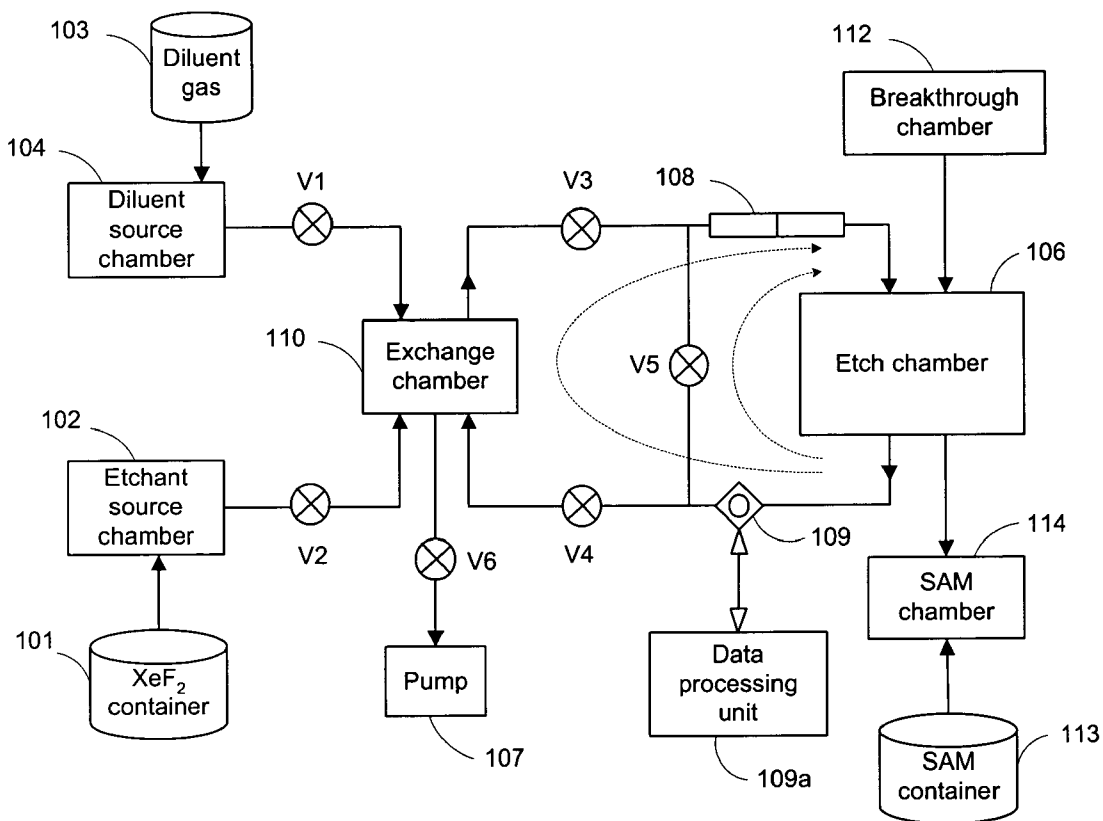 103
Diluent
gas
104
Diluent
source
chamber
V1
V3
108
112
Breakthrough
chamber
106
110
Exchange
chamber
V5
Etch chamber
102
Etchant
source
chamber
V2
V6
V4
109
114
SAM
chamber
101
XeF₂
container
Pump
107
Data
processing
unit
109a
SAM
container
113